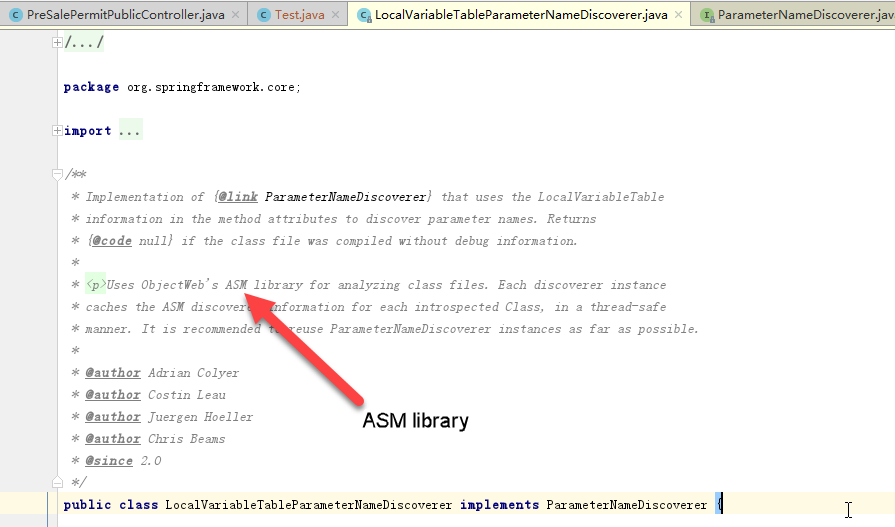 PreSalePermitPublicController.java × Test.java × LocalVariableTableParameterNameDiscoverer.java × ParameterNameDiscoverer.jav
/.../
package org.springframework.core;
import ...
/**
* Implementation of {@link ParameterNameDiscoverer} that uses the LocalVariableTable
* information in the method attributes to discover parameter names. Returns
* {@code null} if the class file was compiled without debug information.
*
* <p>Uses ObjectWeb's ASM library for analyzing class files. Each discoverer instance
* caches the ASM discovered information for each introspected Class, in a thread-safe
* manner. It is recommended to reuse ParameterNameDiscoverer instances as far as possible.
*
* @author Adrian Colyer
* @author Costin Leau
* @author Juergen Hoeller
ASM library
* @author Chris Beams
* @since 2.0
*/
public class LocalVariableTableParameterNameDiscoverer implements ParameterNameDiscoverer {